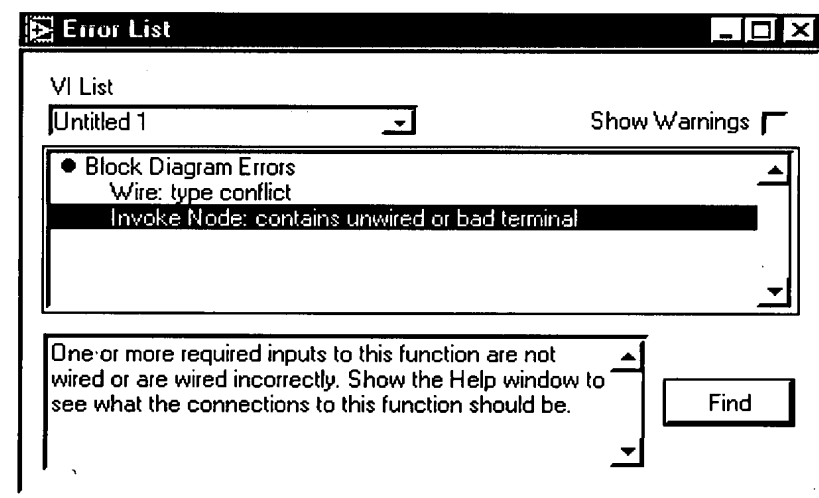 Error List
VI List
Untitled 1
Show Warnings
Block Diagram Errors
Wire: type conflict
Invoke Node: contains unwired or bad terminal
One or more required inputs to this function are not
wired or are wired incorrectly. Show the Help window to
see what the connections to this function should be.
Find